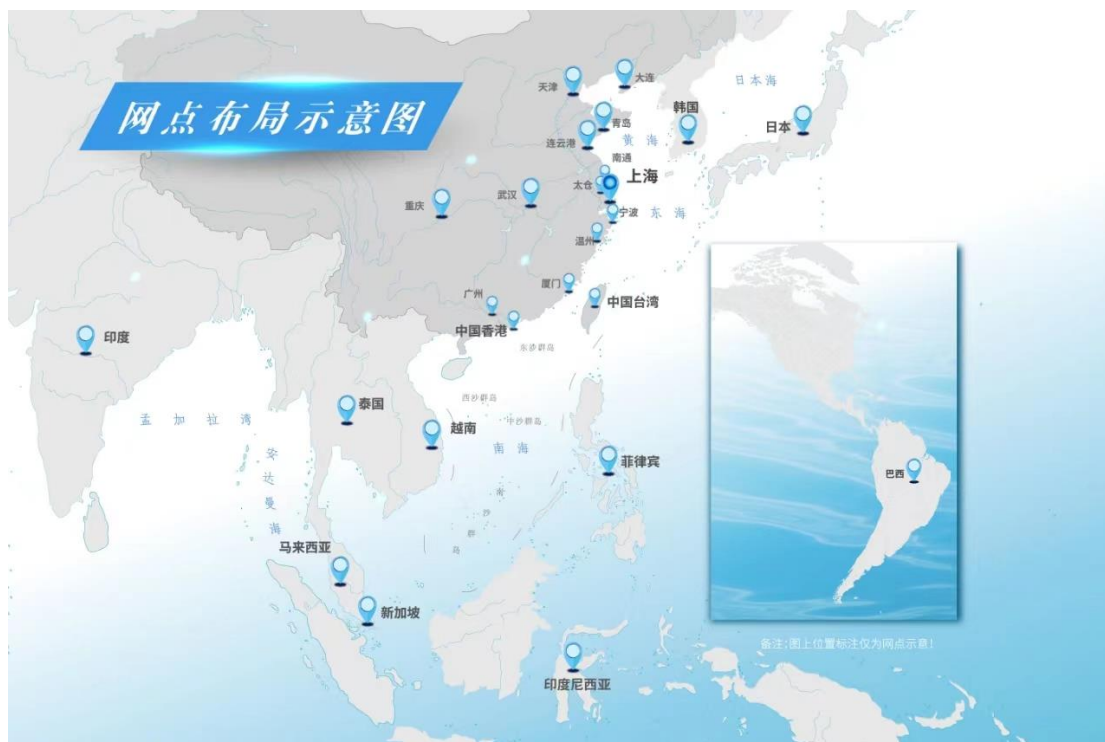 网点布局示意图
天津
大连
日本海
韩国
日本
青岛
连云港
黄海
南通
太仓
上海
武汉
重庆
宁波
东海
温州
厦门
广州
中国台湾
中国香港
东沙群岛
印度
西沙群岛
泰国
中沙群岛
孟加拉湾
越南
南海
安达曼海
菲律宾
巴西
南沙群岛
马来西亚
新加坡
备注:图上位置标注仅为网点示意!
印度尼西亚